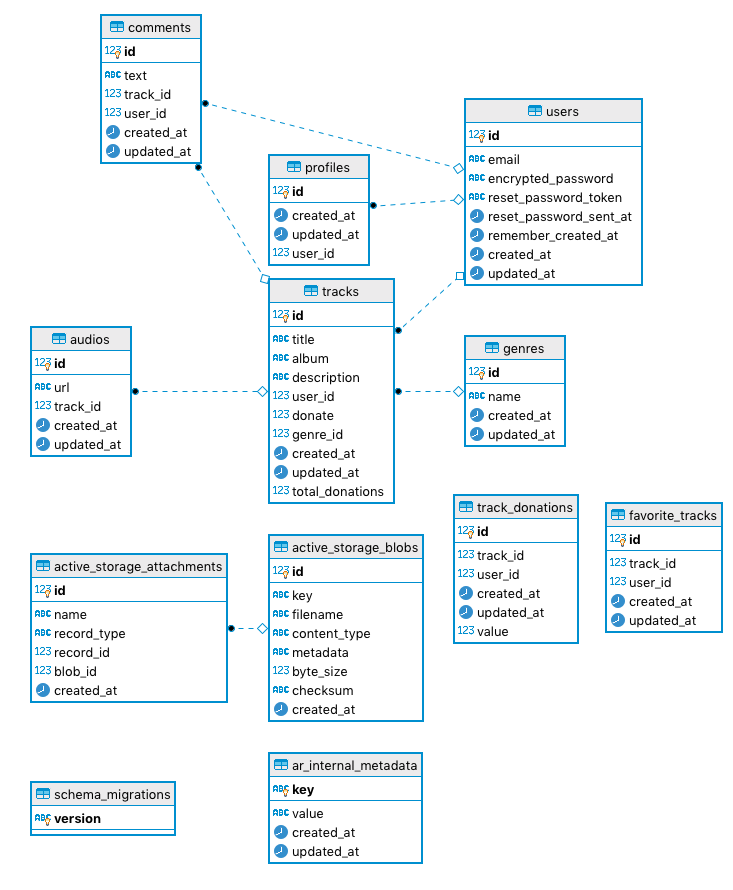 comments
123 id
ABC text
123 track_id
123 user_id
created_at
updated_at
users
123 id
ABC email
ABC encrypted_password
ABC reset_password_token
reset_password_sent_at
remember_created_at
created_at
updated_at
profiles
123 id
created_at
updated_at
123 user_id
tracks
123 id
ABC title
ABC album
ABC description
123 user_id
123 donate
123 genre_id
created_at
updated_at
123 total_donations
audios
123 id
ABC url
123 track_id
created_at
updated_at
genres
123 id
ABC name
created_at
updated_at
track_donations
123 id
123 track_id
123 user_id
created_at
updated_at
123 value
favorite_tracks
123 id
123 track_id
123 user_id
created_at
updated_at
active_storage_attachments
123 id
ABC name
ABC record_type
123 record_id
123 blob_id
created_at
active_storage_blobs
123 id
ABC key
ABC filename
ABC content_type
ABC metadata
123 byte_size
ABC checksum
created_at
schema_migrations
ABC version
ar_internal_metadata
ABC key
ABC value
created_at
updated_at